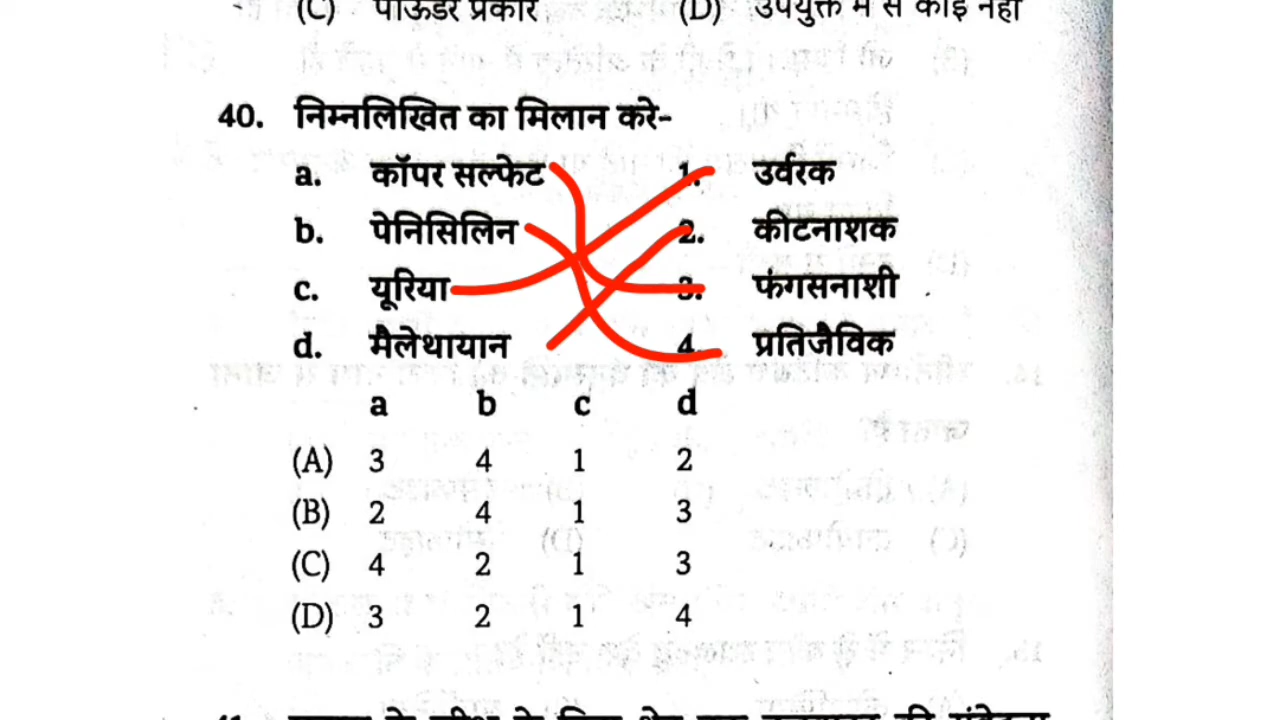 (C) पाऊडर प्रकार (D) उपर्युक्त में से कोई नहीं
40. निम्नलिखित का मिलान करे-
a. कॉपर सल्फेट 1. उर्वरक
b. पेनिसिलिन 2. कीटनाशक
c. यूरिया 3. फंगसनाशी
d. मैलेथायान 4. प्रतिजैविक
a b c d
(A) 3 4 1 2
(B) 2 4 1 3
(C) 4 2 1 3
(D) 3 2 1 4